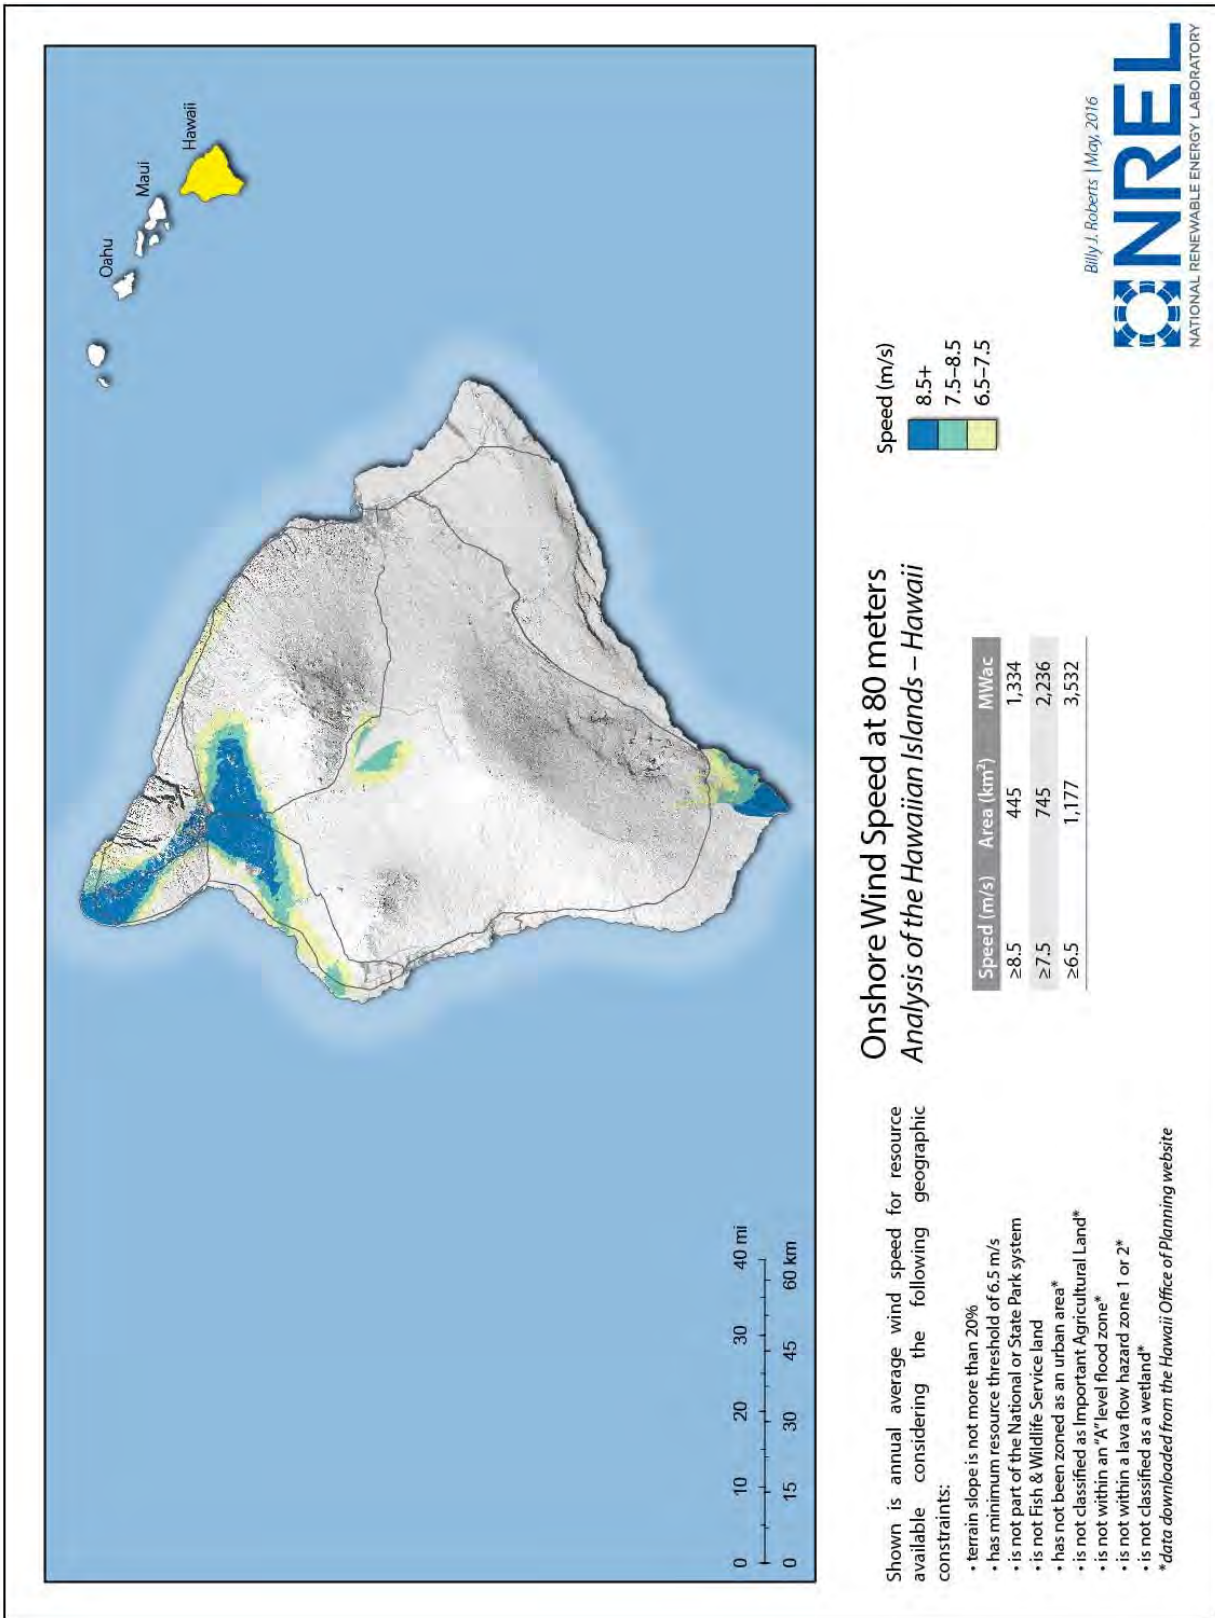 Oahu
Maui
Hawaii
0 10 20 30 40 mi
0 15 30 45 60 km
Shown is annual average wind speed for resource
available considering the following geographic
constraints:
• terrain slope is not more than 20%
• has minimum resource threshold of 6.5 m/s
• is not part of the National or State Park system
• is not Fish & Wildlife Service land
• has not been zoned as an urban area*
• is not classified as Important Agricultural Land*
• is not within an "A" level flood zone*
• is not within a lava flow hazard zone 1 or 2*
• is not classified as a wetland*
*data downloaded from the Hawaii Office of Planning website
Onshore Wind Speed at 80 meters
Analysis of the Hawaiian Islands – Hawaii
Speed (m/s) Area (km²) MWac
≥8.5 445 1,334
≥7.5 745 2,236
≥6.5 1,177 3,532
Speed (m/s)
8.5+
7.5–8.5
6.5–7.5
Billy J. Roberts | May, 2016
NREL
NATIONAL RENEWABLE ENERGY LABORATORY